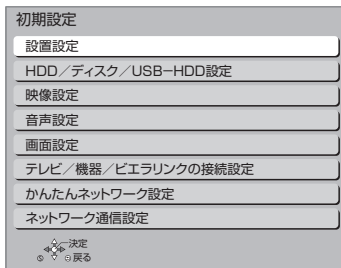 初期設定
設置設定
HDD／ディスク／USB－HDD設定
映像設定
音声設定
画面設定
テレビ／機器／ビエラリンクの接続設定
かんたんネットワーク設定
ネットワーク通信設定
決定
戻る